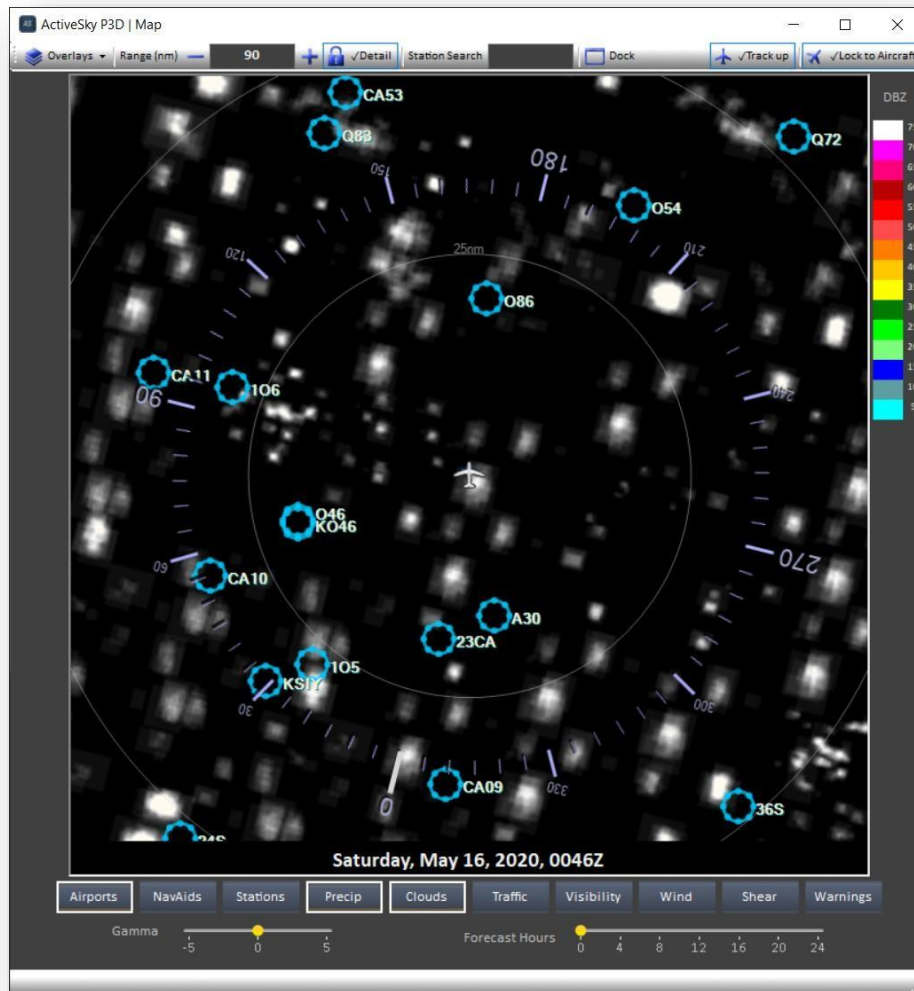 ActiveSky P3D | Map
Overlays Range (nm) 90 √Detail Station Search Dock √Track up √Lock to Aircraft
DBZ
CA53
Q83
Q72
180
150
O54
210
25nm
120
O86
CA11
1O6
90
240
O46
KO46
270
60
CA10
A30
23CA
1O5
KSIY
30
300
CA09
330
0
36S
Saturday, May 16, 2020, 0046Z
Airports NavAids Stations Precip Clouds Traffic Visibility Wind Shear Warnings
Gamma
-5 0 5
Forecast Hours
0 4 8 12 16 20 24